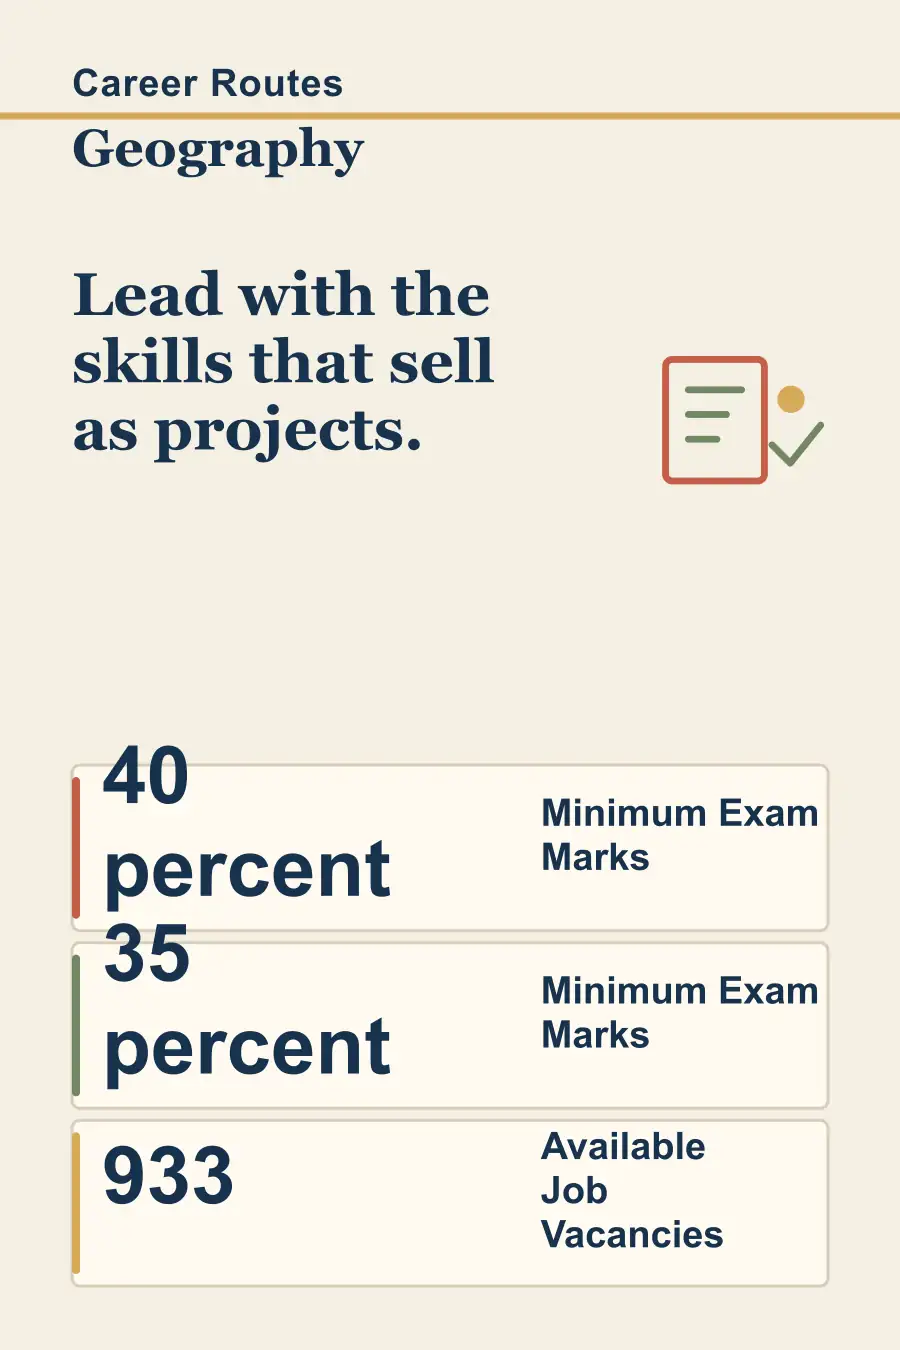 Career Routes
Geography
Lead with the
skills that sell
as projects.
40
percent
Minimum Exam
Marks
35
percent
Minimum Exam
Marks
933
Available
Job
Vacancies